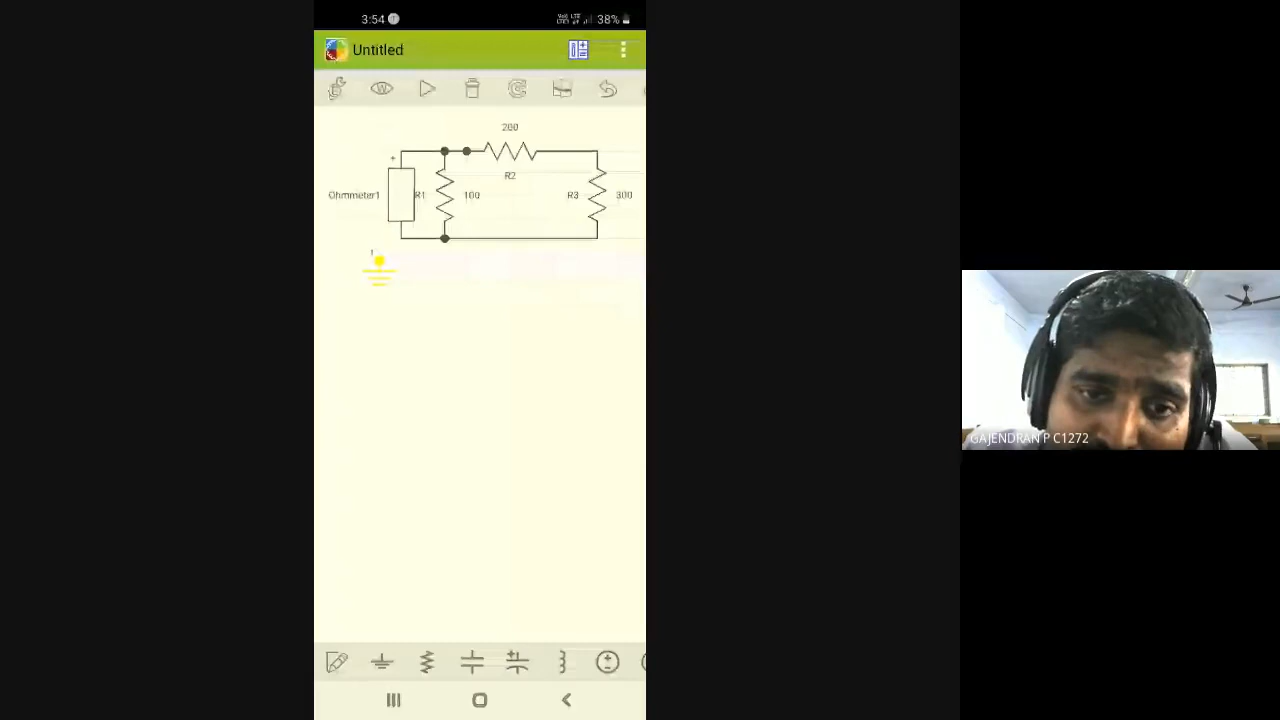 3:54
38%
Untitled
200
+
Ohmmeter1
R1
100
R2
R3
300
GAJENDRAN P C1272